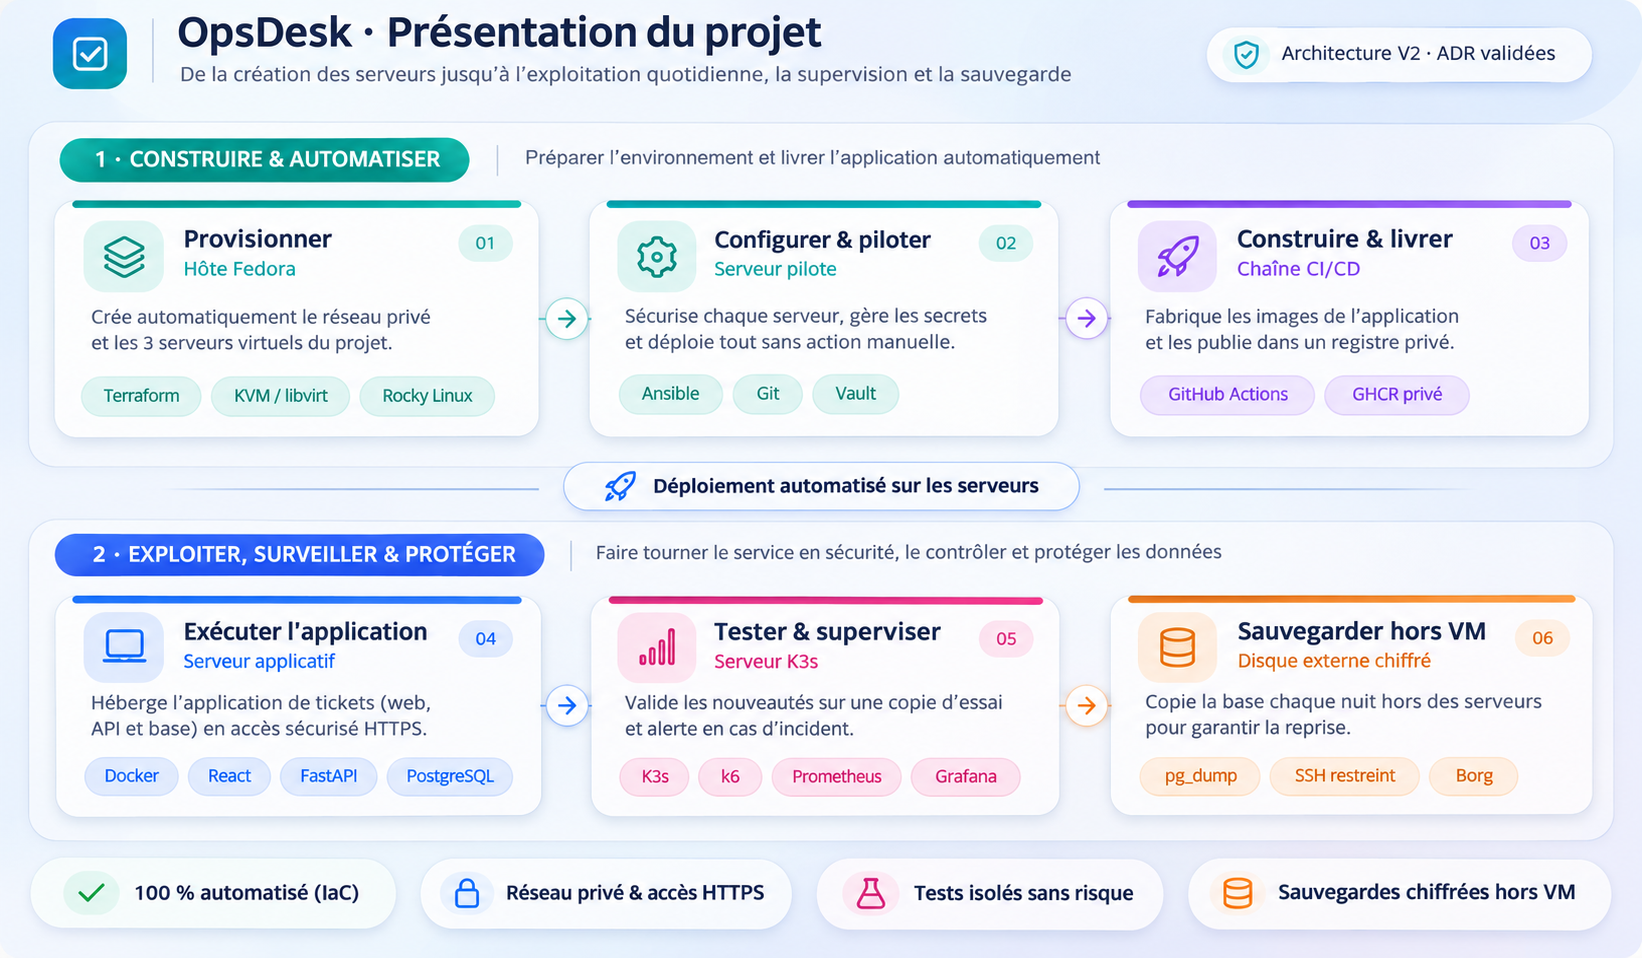 OpsDesk · Présentation du projet
De la création des serveurs jusqu’à l’exploitation quotidienne, la supervision et la sauvegarde
Architecture V2 · ADR validées
1 · CONSTRUIRE & AUTOMATISER
Préparer l’environnement et livrer l’application automatiquement
Provisionner
01
Hôte Fedora
Crée automatiquement le réseau privé
et les 3 serveurs virtuels du projet.
Terraform
KVM / libvirt
Rocky Linux
Configurer & piloter
02
Serveur pilote
Sécurise chaque serveur, gère les secrets
et déploie tout sans action manuelle.
Ansible
Git
Vault
Construire & livrer
03
Chaîne CI/CD
Fabrique les images de l’application
et les publie dans un registre privé.
GitHub Actions
GHCR privé
Déploiement automatisé sur les serveurs
2 · EXPLOITER, SURVEILLER & PROTÉGER
Faire tourner le service en sécurité, le contrôler et protéger les données
Exécuter l'application
04
Serveur applicatif
Héberge l’application de tickets (web,
API et base) en accès sécurisé HTTPS.
Docker
React
FastAPI
PostgreSQL
Tester & superviser
05
Serveur K3s
Valide les nouveautés sur une copie d’essai
et alerte en cas d’incident.
K3s
k6
Prometheus
Grafana
Sauvegarder hors VM
06
Disque externe chiffré
Copie la base chaque nuit hors des serveurs
pour garantir la reprise.
pg_dump
SSH restreint
Borg
100 % automatisé (IaC)
Réseau privé & accès HTTPS
Tests isolés sans risque
Sauvegardes chiffrées hors VM